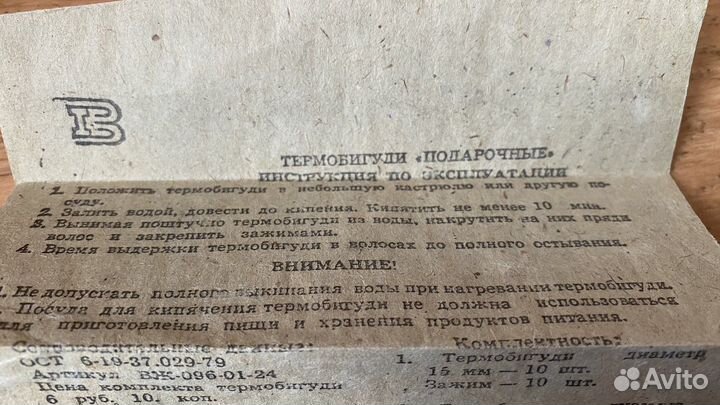 ТЕРМОБИГУДИ «ПОДАРОЧНЫЕ»
ИНСТРУКЦИЯ ПО ЭКСПЛУАТАЦИИ
1. Положить термобигуди в небольшую кастрюлю или другую по-
суду.
2. Залить водой, довести до кипения. Кипятить не менее 10 мин.
3. Вынимая поштучно термобигуди из воды, накрутить на них пряди
волос и закрепить зажимами.
4. Время выдержки термобигуди в волосах до полного остывания.
ВНИМАНИЕ!
1. Не допускать полного выкипания воды при нагревании термобигуди.
. Посуда для кипячения термобигуди не должна использоваться
для приготовления пищи и хранения продуктов питания.
Сопроводительные данные: Комплектность:
ОСТ 6-19-37.029-79 1. Термобигуди диаметр
Артикул ВЖ-096-01-24 15 мм — 10 шт.
Цена комплекта термобигуди Зажим — 10 шт.
6 руб. 10 коп.
Avito